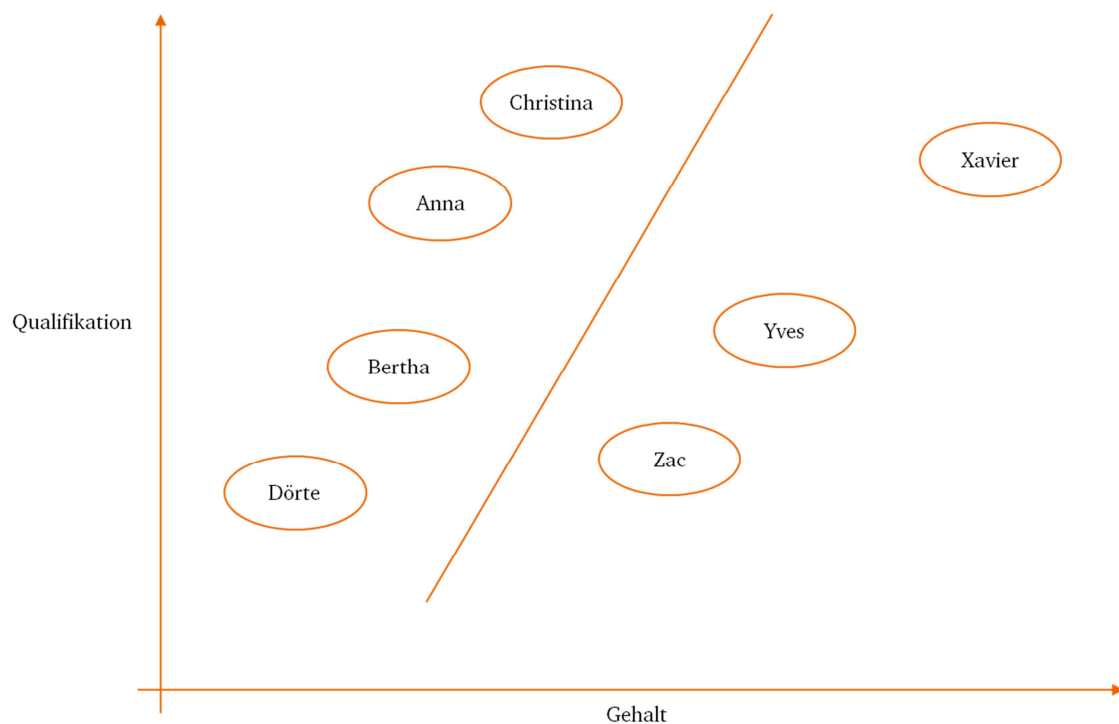 Christina
Xavier
Anna
Qualifikation
Yves
Bertha
Zac
Dörte
Gehalt